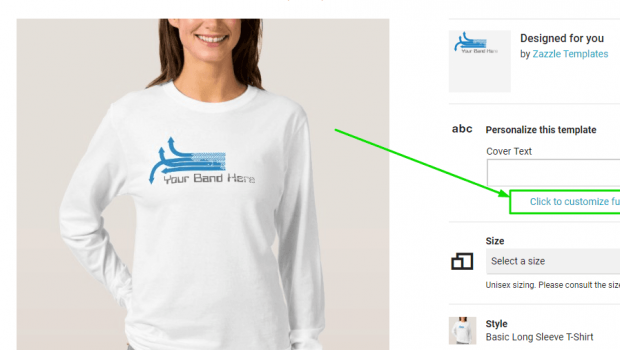 Your Band Here
Your Band Here
Designed for you
by Zazzle Templates
abc
Personalize this template
Cover Text
Click to customize fu
Size
Select a size
Unisex sizing. Please consult the size
Style
Basic Long Sleeve T-Shirt